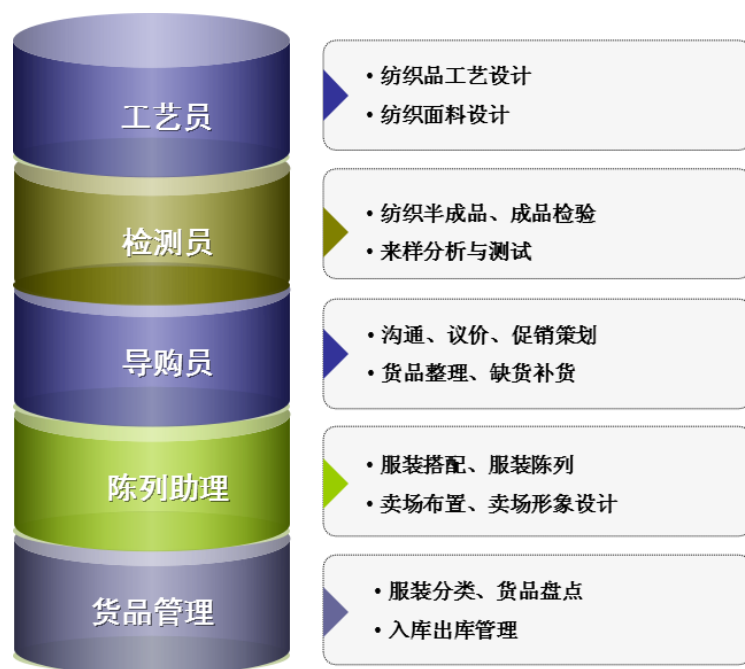 工艺员
• 纺织品工艺设计
• 纺织面料设计
检测员
• 纺织半成品、成品检验
• 来样分析与测试
导购员
• 沟通、议价、促销策划
• 货品整理、缺货补货
陈列助理
• 服装搭配、服装陈列
• 卖场布置、卖场形象设计
货品管理
• 服装分类、货品盘点
• 入库出库管理